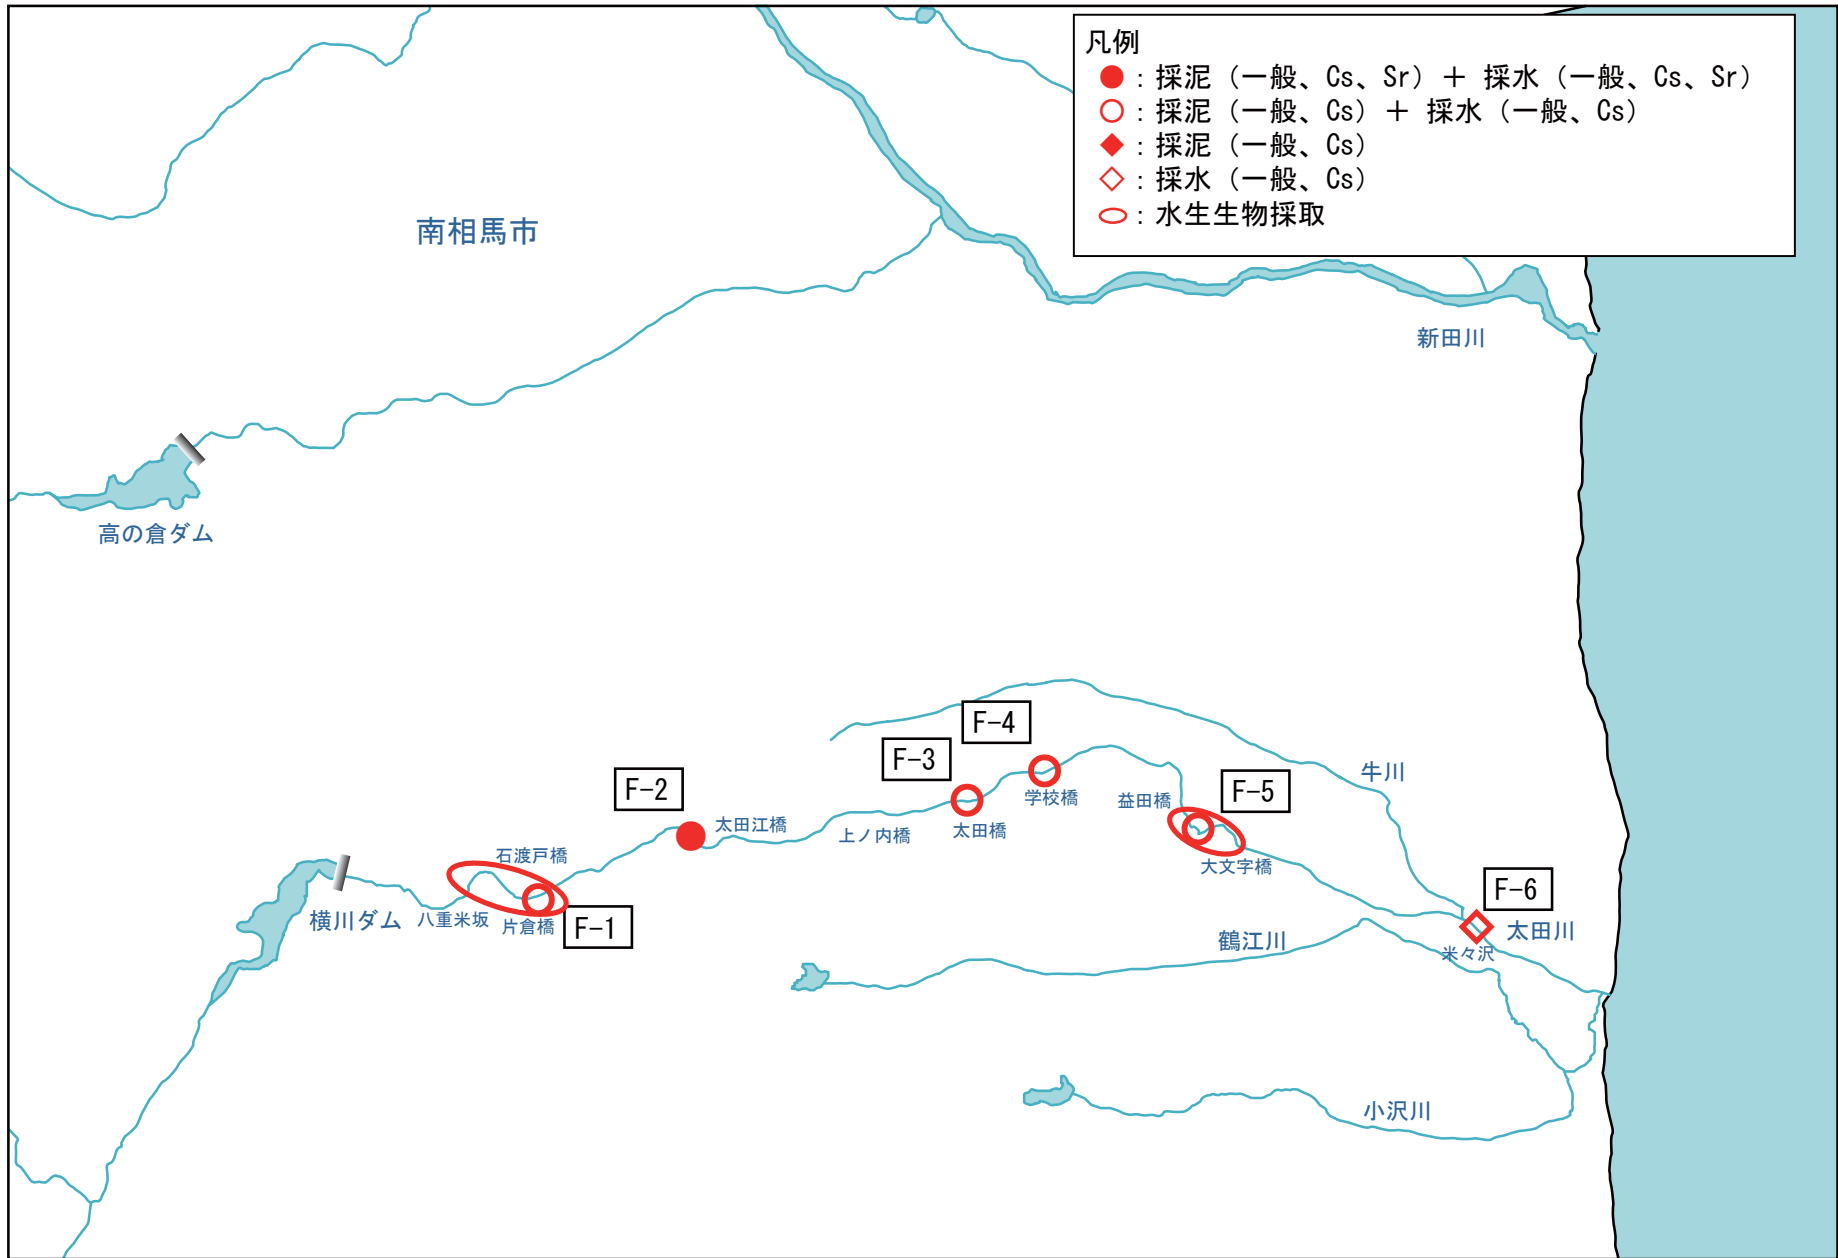 凡例
●：採泥（一般、Cs、Sr）＋ 採水（一般、Cs、Sr）
○：採泥（一般、Cs）＋ 採水（一般、Cs）
◆：採泥（一般、Cs）
◇：採水（一般、Cs）
：水生生物採取
南相馬市
新田川
高の倉ダム
F-4
F-3
牛川
F-2
学校橋
益田橋
F-5
太田江橋
上ノ内橋
太田橋
石渡戸橋
大文字橋
F-6
横川ダム
八重米坂
片倉橋
F-1
鶴江川
太田川
米々沢
小沢川